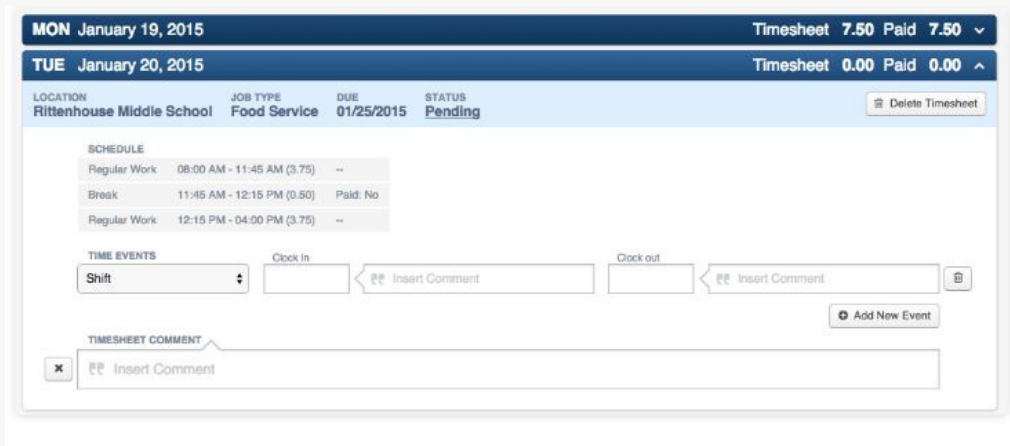 MON January 19, 2015 Timesheet 7.50 Paid 7.50
TUE January 20, 2015 Timesheet 0.00 Paid 0.00
LOCATION JOB TYPE DUE STATUS
Rittenhouse Middle School Food Service 01/25/2015 Pending Delete Timesheet
SCHEDULE
Regular Work 08:00 AM - 11:45 AM (3.75) --
Break 11:45 AM - 12:15 PM (0.50) Paid: No
Regular Work 12:15 PM - 04:00 PM (3.75) --
TIME EVENTS Clock In Clock out
Shift Insert Comment Insert Comment
Add New Event
TIMESHEET COMMENT
Insert Comment